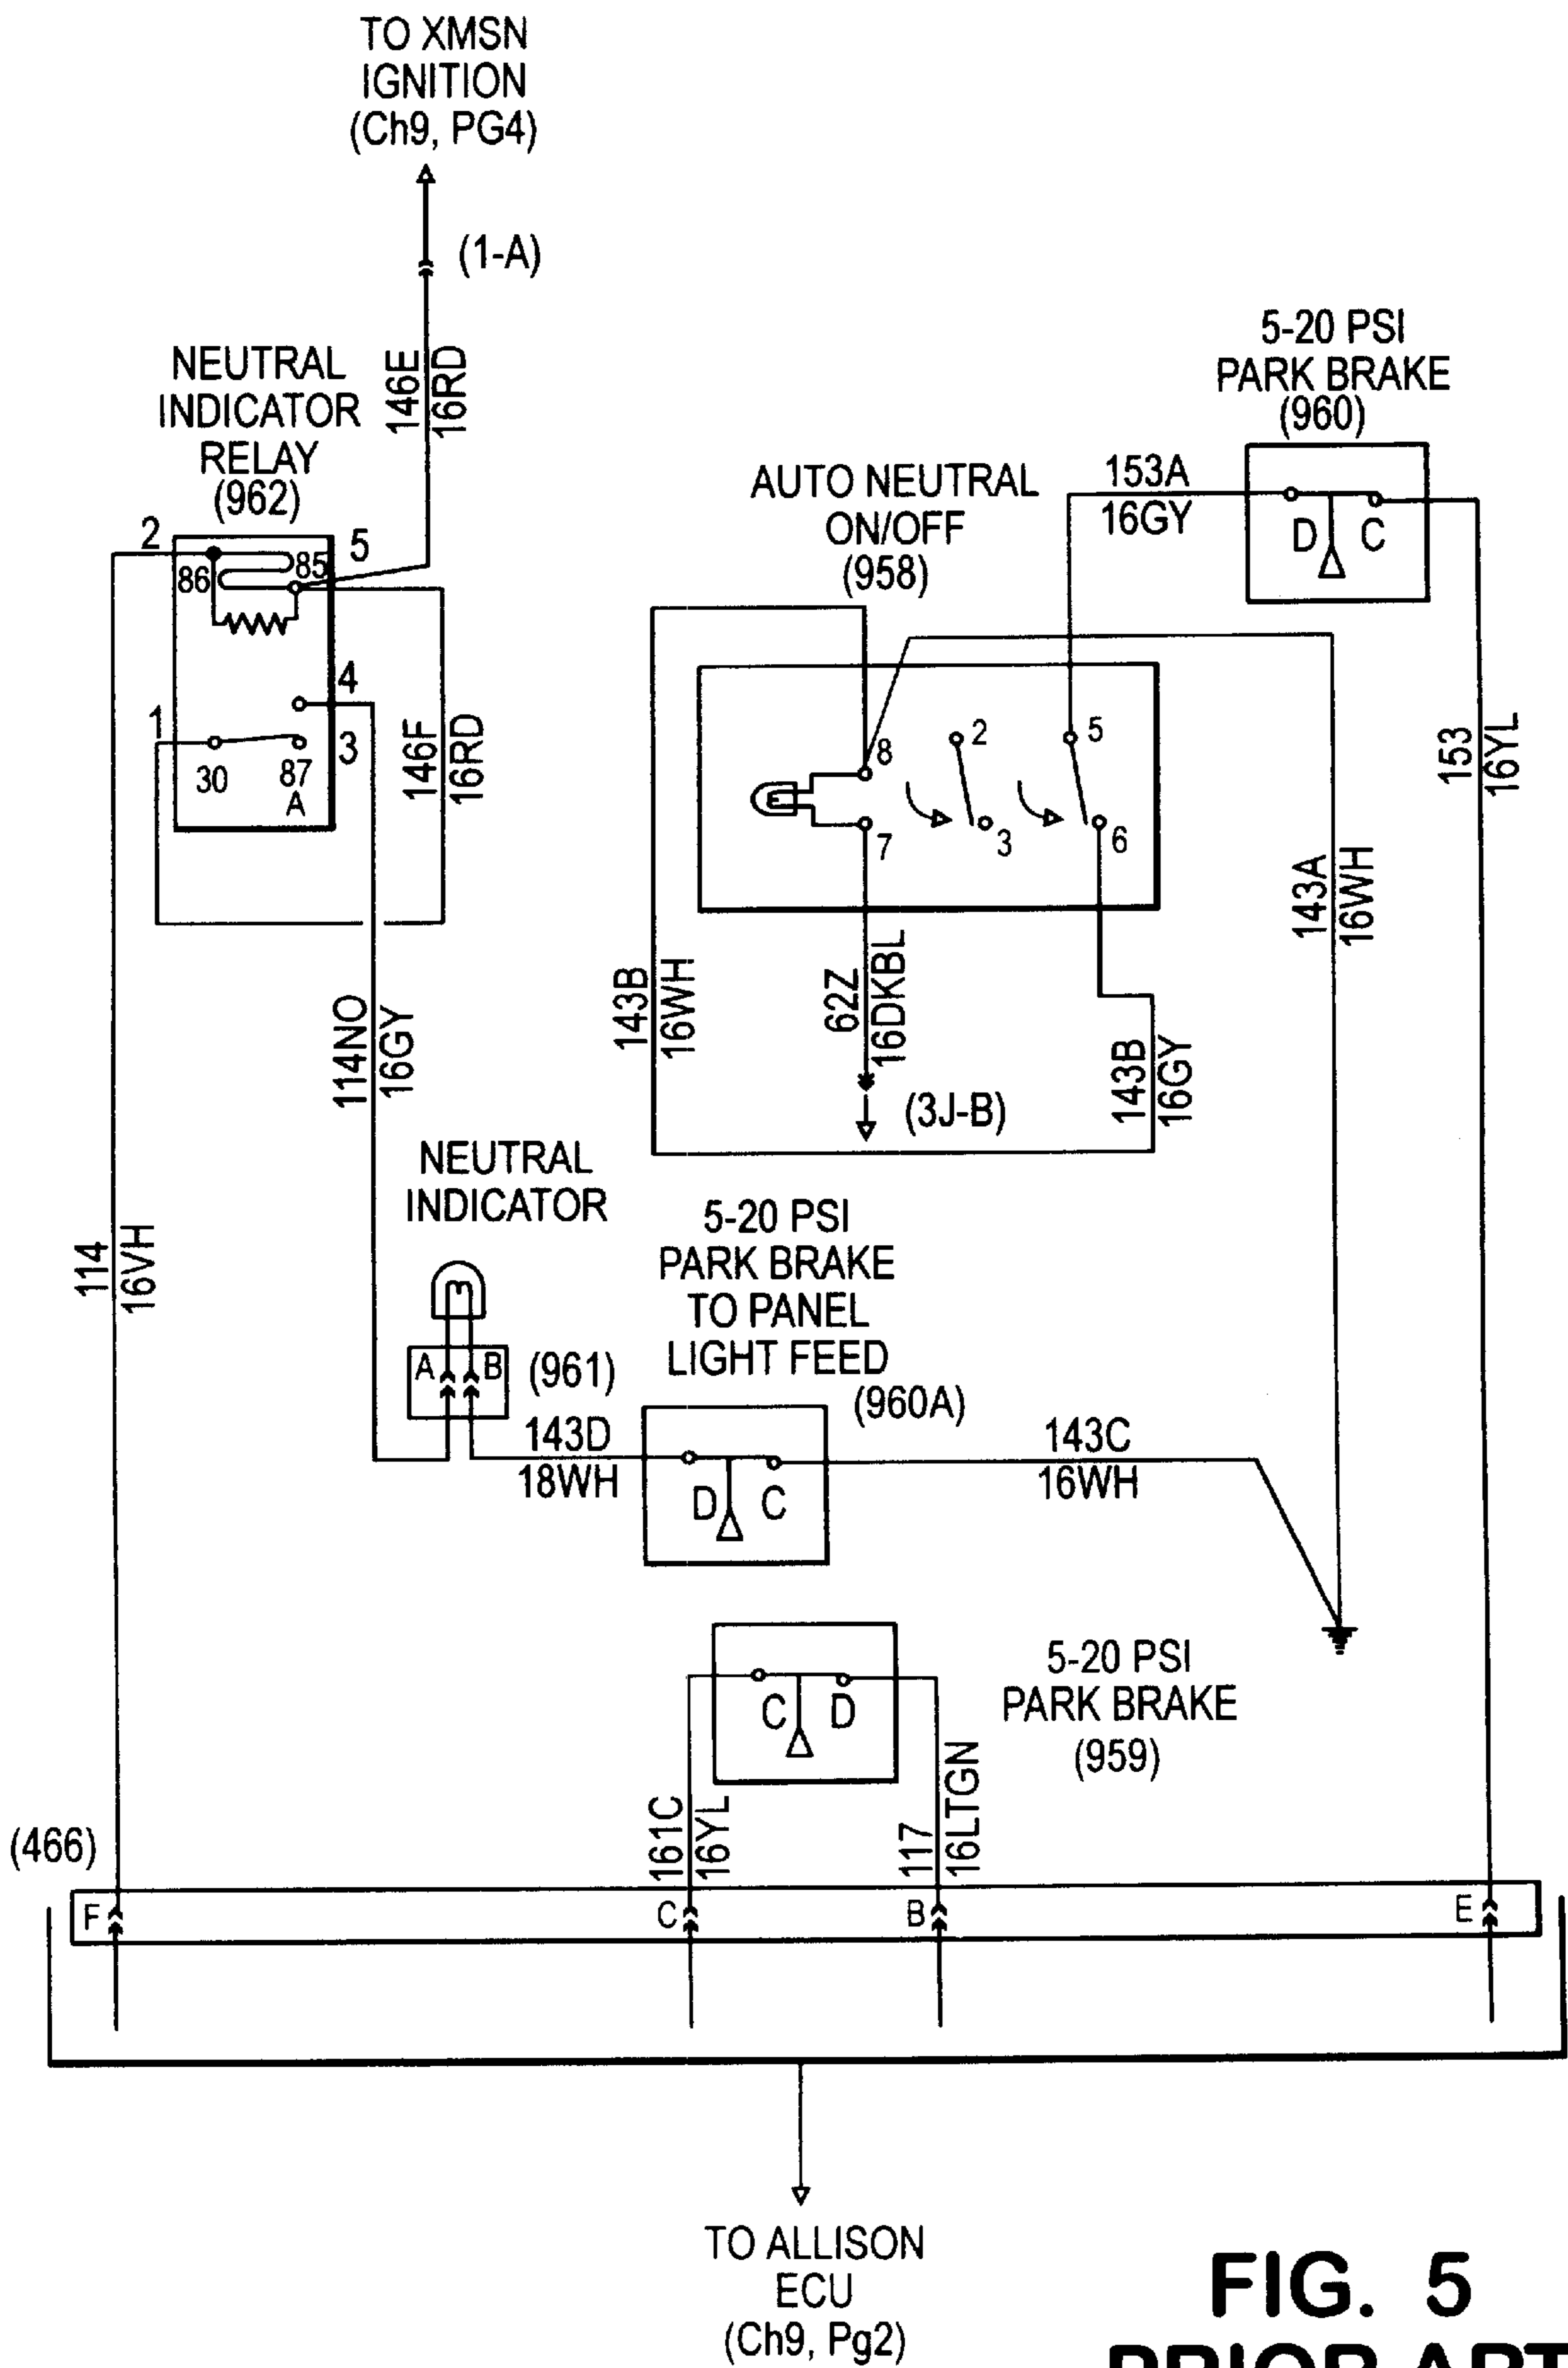 TO XMSN
IGNITION
(Ch9, PG4)
(1-A)
146E
16RD
NEUTRAL
INDICATOR
RELAY
(962)
2
5
86
85
4
1
3
30
87
A
146F
16RD
5-20 PSI
PARK BRAKE
(960)
153A
16GY
D
C
AUTO NEUTRAL
ON/OFF
(958)
8
2
5
7
3
6
153
16YL
143A
16WH
143B
16WH
62Z
16DKBL
(3J-B)
143B
16GY
114NO
16GY
114
16VH
NEUTRAL
INDICATOR
A
B
(961)
5-20 PSI
PARK BRAKE
TO PANEL
LIGHT FEED
(960A)
143D
18WH
D
C
143C
16WH
C
D
5-20 PSI
PARK BRAKE
(959)
161C
16YL
117
16LTGN
(466)
F
C
B
E
TO ALLISON
ECU
(Ch9, Pg2)
FIG. 5
PRIOR ART